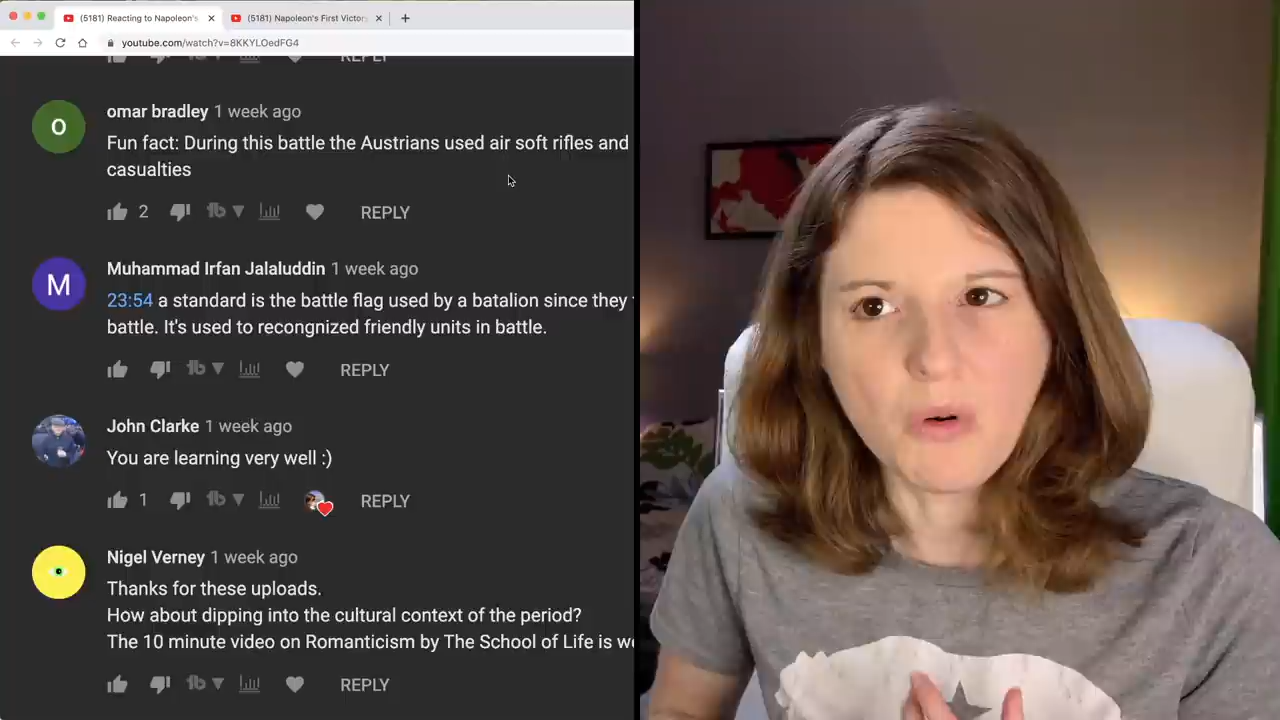 (5181) Reacting to Napoleon's
(5181) Napoleon's First Victor
youtube.com/watch?v=8KKYLOedFG4
REPLY
omar bradley 1 week ago
Fun fact: During this battle the Austrians used air soft rifles and
casualties
2 REPLY
Muhammad Irfan Jalaluddin 1 week ago
23:54 a standard is the battle flag used by a batalion since they
battle. It's used to recongnized friendly units in battle.
REPLY
John Clarke 1 week ago
You are learning very well :)
1 REPLY
Nigel Verney 1 week ago
Thanks for these uploads.
How about dipping into the cultural context of the period?
The 10 minute video on Romanticism by The School of Life is
REPLY
O
M